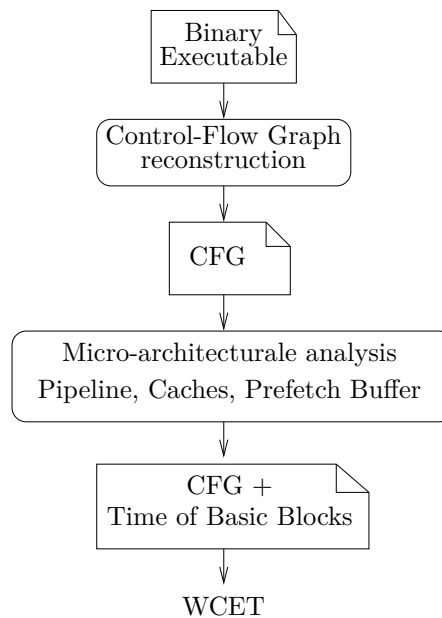 Binary
Executable
Control-Flow Graph
reconstruction
CFG
Micro-architecturale analysis
Pipeline, Caches, Prefetch Buffer
CFG +
Time of Basic Blocks
WCET